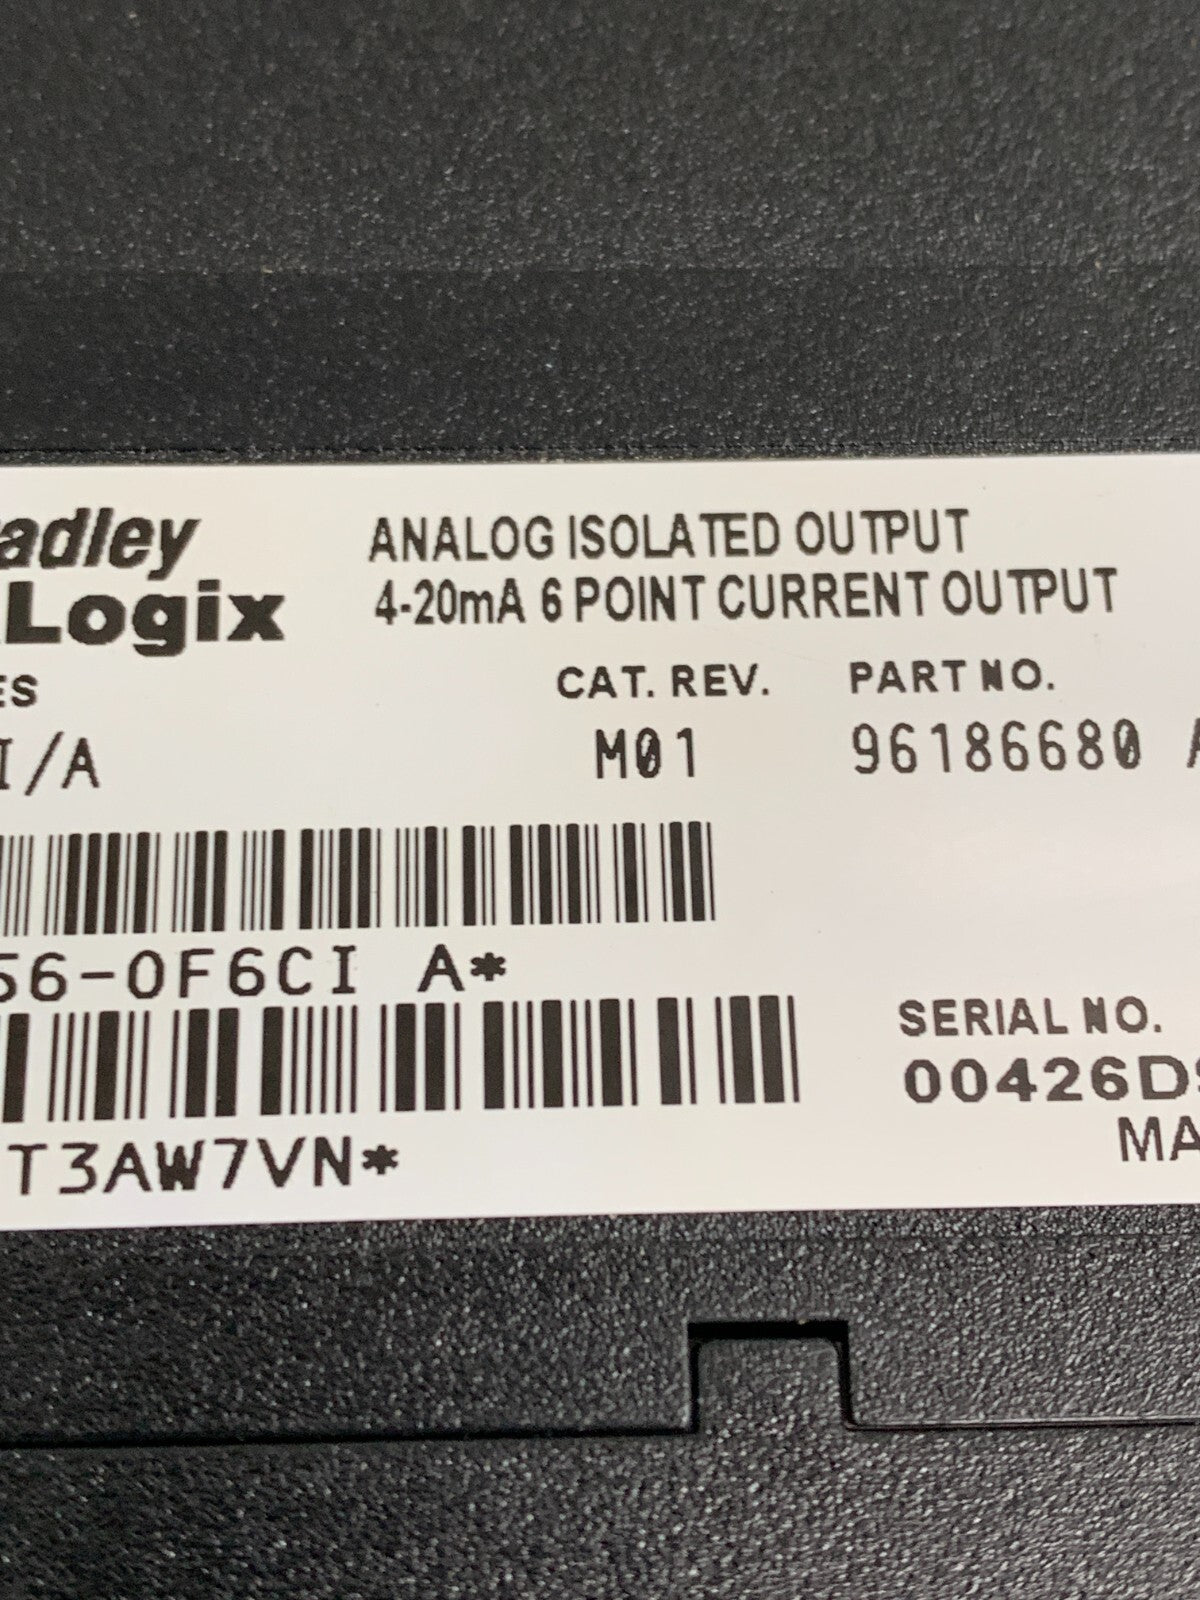 adley
Logix
ANALOG ISOLATED OUTPUT
4-20mA 6 POINT CURRENT OUTPUT
ES
CAT. REV.
PART NO.
I/A
M01
96186680 A
56-OF6CI A*
T3AW7VN*
SERIAL NO.
00426D9
MA